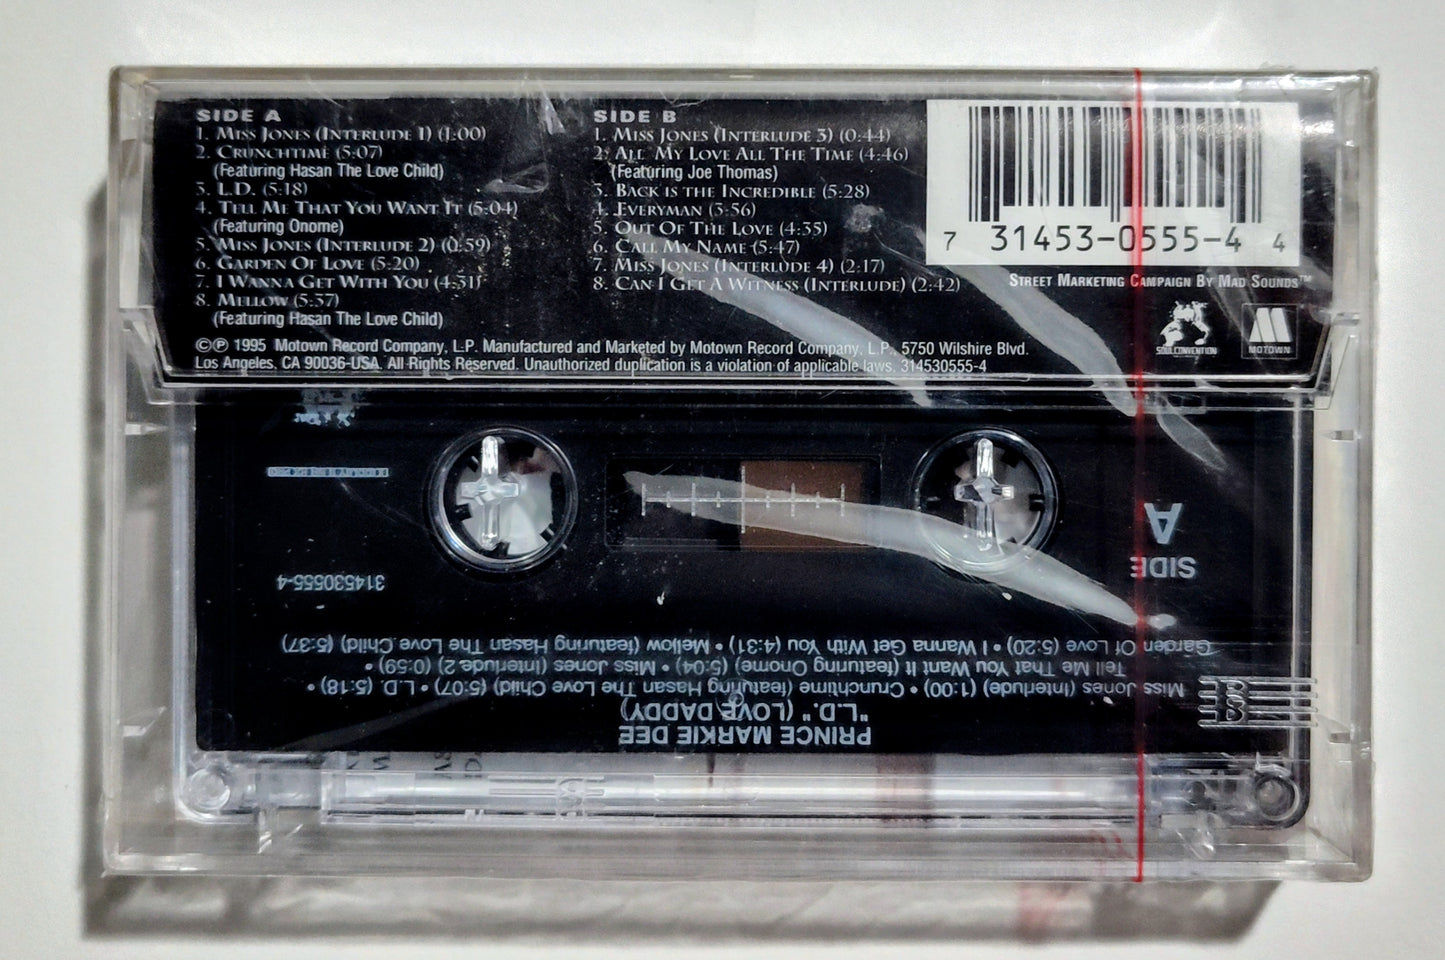 SIDE A
1. Miss Jones (Interlude 1) (1:00)
2. Crunchtime (5:07)
(Featuring Hasan The Love Child)
3. L.D. (5:18)
4. Tell Me That You Want It (5:04)
(Featuring Onome)
5. Miss Jones (Interlude 2) (0:59)
6. Garden Of Love (5:20)
7. I Wanna Get With You (4:31)
8. Mellow (5:37)
(Featuring Hasan The Love Child)
SIDE B
1. Miss Jones (Interlude 3) (0:44)
2. All My Love All The Time (4:46)
(Featuring Joe Thomas)
3. Back is the Incredible (5:28)
4. Everyman (3:56)
5. Out Of The Love (4:35)
6. Call My Name (5:47)
7. Miss Jones (Interlude 4) (2:17)
8. Can I Get A Witness (Interlude) (2:42)
7 31453-0555-4 4
Street Marketing Campaign By Mad Sounds™
SOULCONVENTION
MOTOWN
©℗ 1995 Motown Record Company, L.P. Manufactured and Marketed by Motown Record Company, L.P., 5750 Wilshire Blvd.
Los Angeles, CA 90036-USA. All Rights Reserved. Unauthorized duplication is a violation of applicable laws. 314530555-4
PRINCE MARKIE DEE
"L.D." (LOVE DADDY)
Miss Jones (Interlude) (1:00) • Crunchtime (featuring Hasan The Love Child) (5:07) • L.D. (5:18) •
Tell Me That You Want It (featuring Onome) (5:04) • Miss Jones (Interlude 2) (0:59) •
Garden Of Love (5:20) • I Wanna Get With You (4:31) • Mellow (featuring Hasan The Love Child) (5:37)
SIDE
A
314530555-4